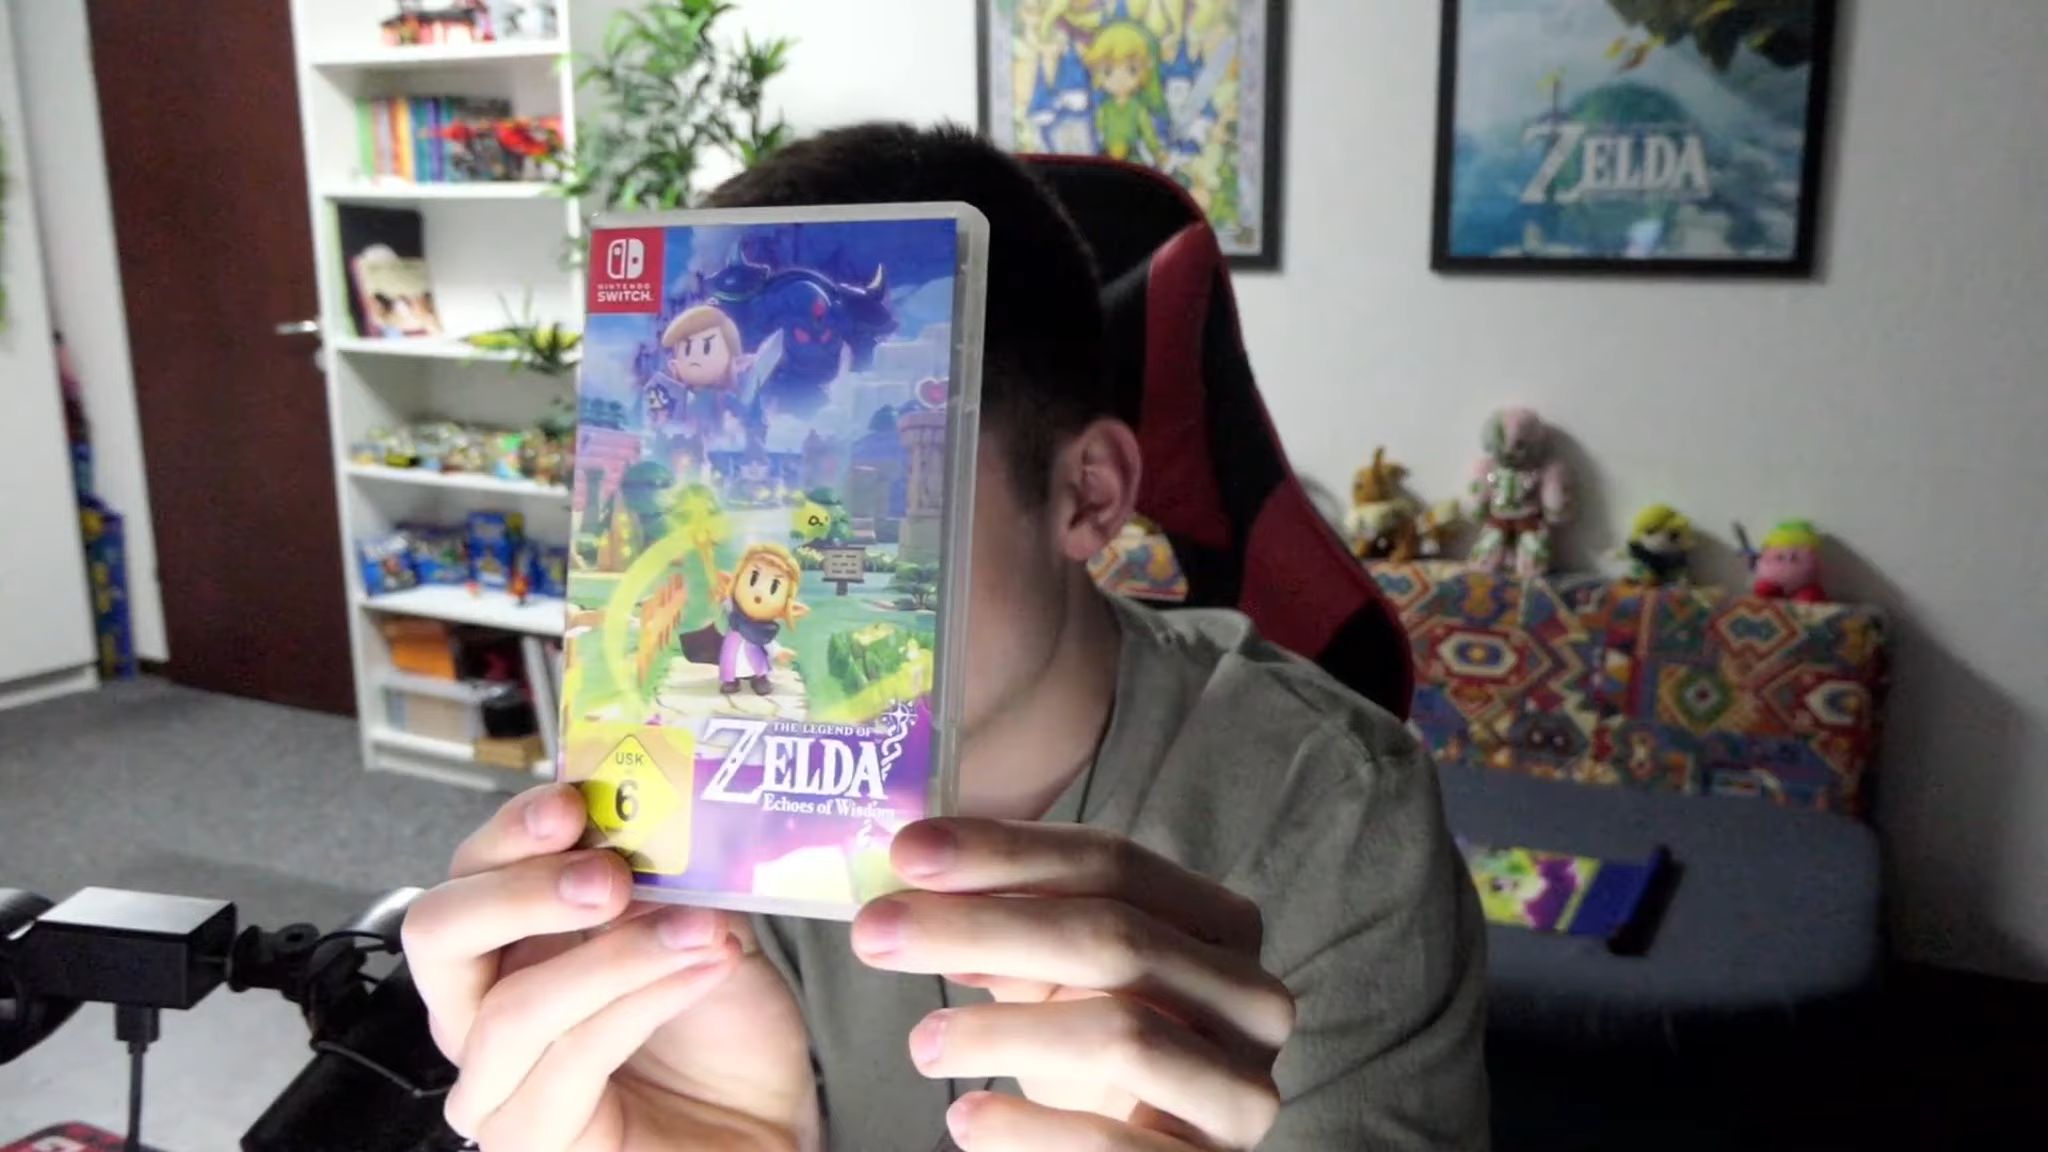 ZELDA
NINTENDO
SWITCH
THE LEGEND OF
ZELDA
Echoes of Wisdom
USK
6